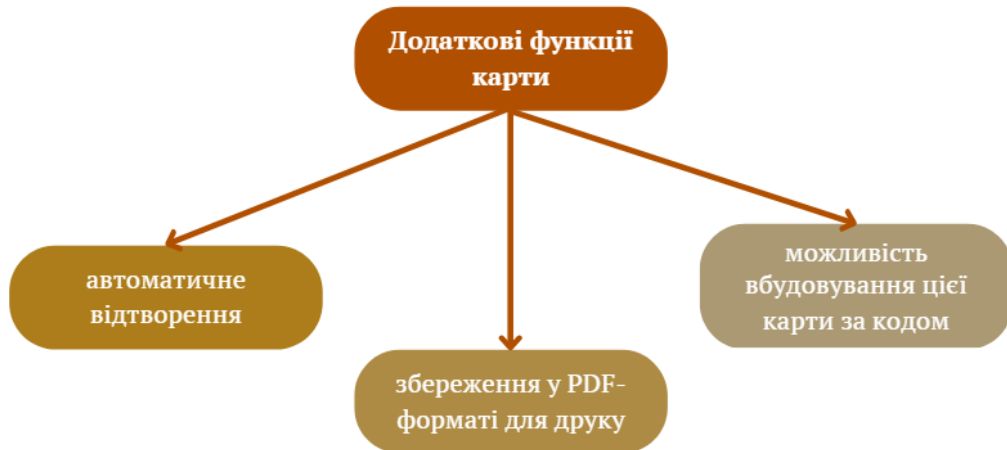 Додаткові функції
карти
автоматичне
відтворення
збереження у PDF-
форматі для друку
можливість
вбудовування цієї
карти за кодом